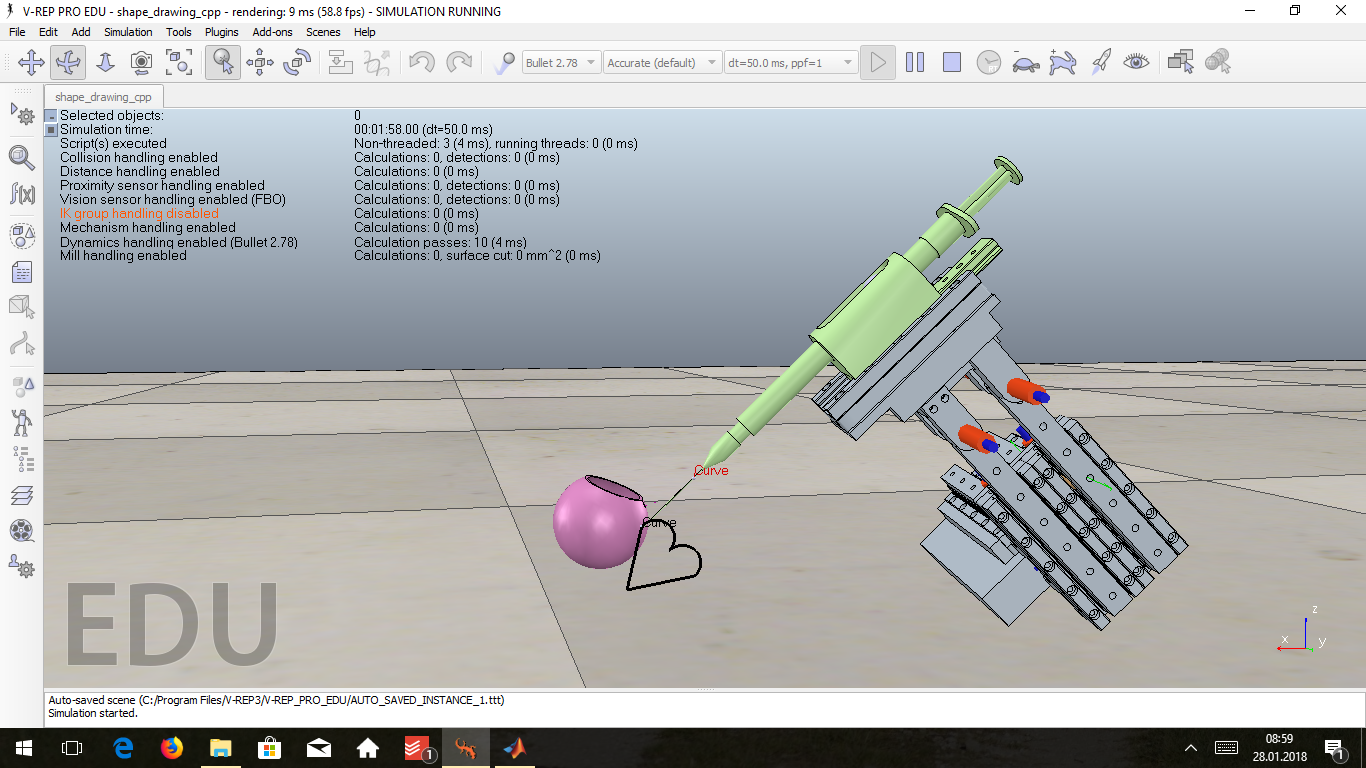 V-REP PRO EDU - shape_drawing_cpp - rendering: 9 ms (58.8 fps) - SIMULATION RUNNING
File Edit Add Simulation Tools Plugins Add-ons Scenes Help
Bullet 2.78 Accurate (default) dt=50.0 ms, ppf=1
shape_drawing_cpp
Selected objects: 0
Simulation time: 00:01:58.00 (dt=50.0 ms)
Script(s) executed Non-threaded: 3 (4 ms), running threads: 0 (0 ms)
Collision handling enabled Calculations: 0, detections: 0 (0 ms)
Distance handling enabled Calculations: 0 (0 ms)
Proximity sensor handling enabled Calculations: 0, detections: 0 (0 ms)
Vision sensor handling enabled (FBO) Calculations: 0, detections: 0 (0 ms)
IK group handling disabled Calculations: 0 (0 ms)
Mechanism handling enabled Calculations: 0 (0 ms)
Dynamics handling enabled (Bullet 2.78) Calculation passes: 10 (4 ms)
Mill handling enabled Calculations: 0, surface cut: 0 mm^2 (0 ms)
f(x)
Curve
Curve
EDU
z
x
y
Auto-saved scene (C:/Program Files/V-REP3/V-REP_PRO_EDU/AUTO_SAVED_INSTANCE_1.ttt)
Simulation started.
1
08:59
28.01.2018
1